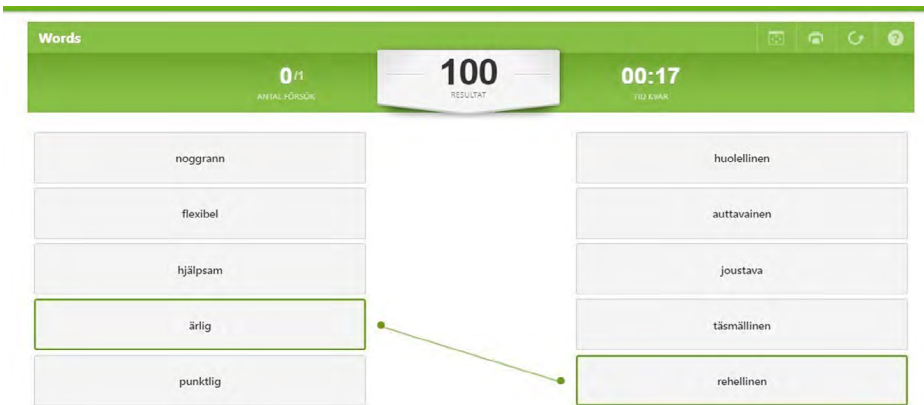 Words
0/1
ANTAL FÖRSÖK
100
RESULTAT
00:17
TID KVAR
noggrann
huolellinen
flexibel
auttavainen
hjälpsam
joustava
ärlig
täsmällinen
punktlig
rehellinen